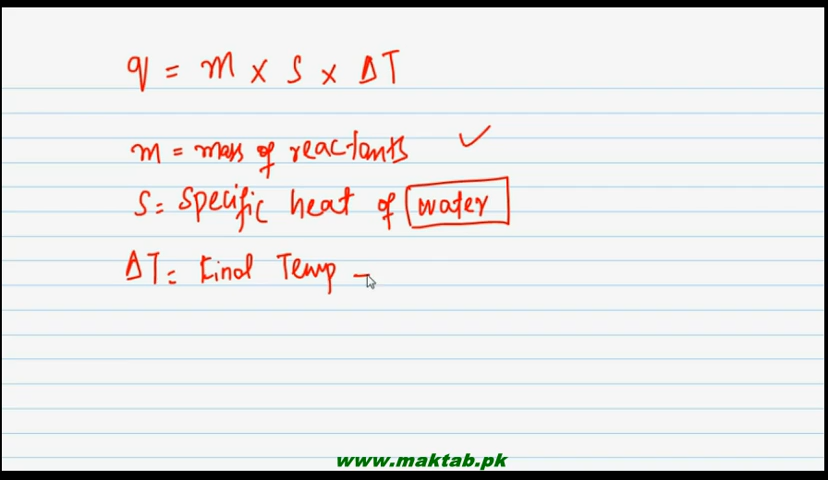 q = m × s × ΔT
m = mass of reactants ✓
s = specific heat of water
ΔT = Final Temp –
www.maktab.pk